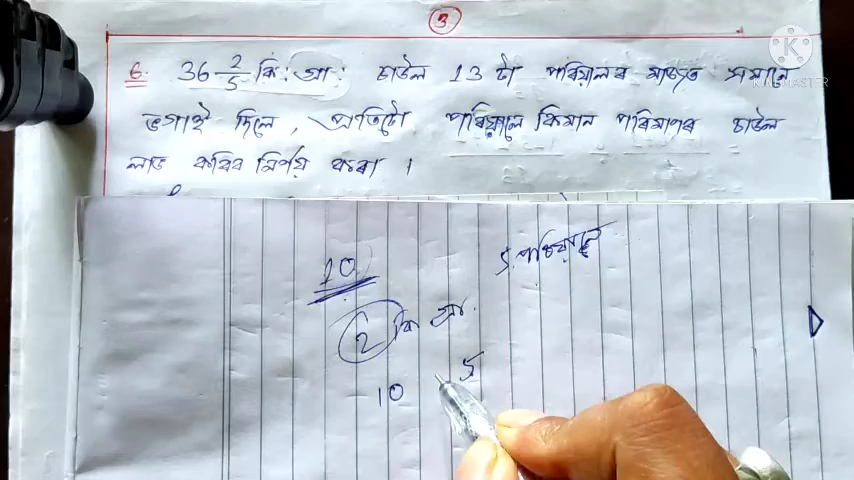 3
6. 36 2/5 কি: গ্ৰা: চাউল 13 টা পৰিয়ালৰ মাজত সমানে
ভগাই দিলে, প্ৰতিটো পৰিয়ালে কিমান পৰিমাণৰ চাউল
লাভ কৰিব নিৰ্ণয় কৰা ।
10
5 পৰিয়ালে
2 কি গ্ৰা.
10 5
KINEMASTER